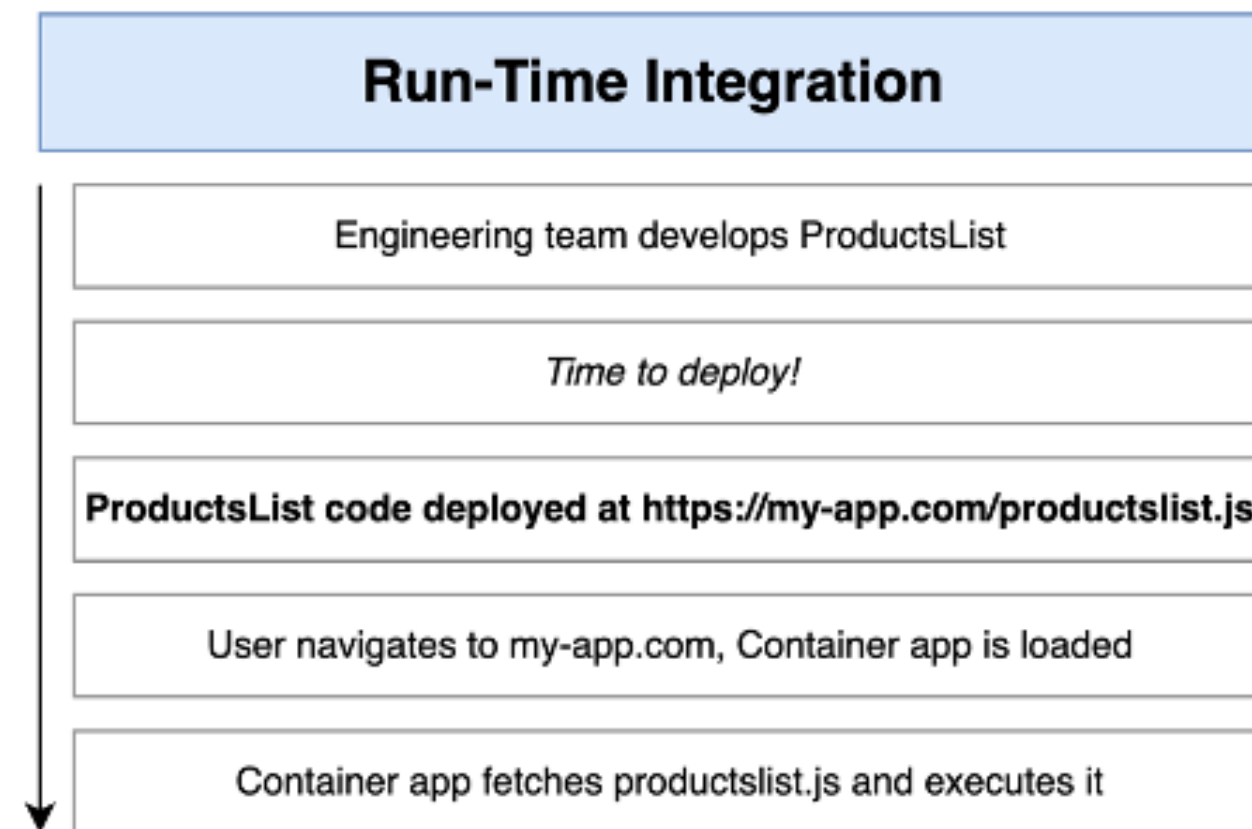 Run-Time Integration
Engineering team develops ProductsList
Time to deploy!
ProductsList code deployed at https://my-app.com/productslist.js
User navigates to my-app.com, Container app is loaded
Container app fetches productslist.js and executes it